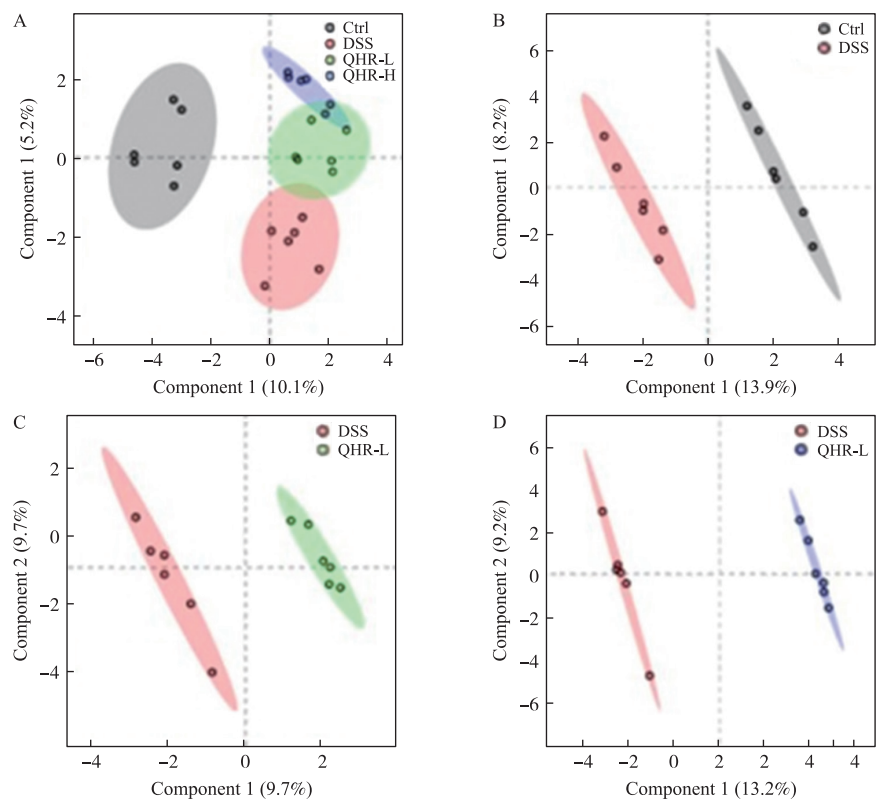 A
Ctrl
DSS
QHR-L
QHR-H
2
0
−2
−4
Component 1 (5.2%)
−6 −4 −2 0 2 4
Component 1 (10.1%)
B
Ctrl
DSS
6
4
2
0
−2
−4
−6
Component 1 (8.2%)
−4 −2 0 2 4
Component 1 (13.9%)
C
DSS
QHR-L
2
0
−2
−4
Component 2 (9.7%)
−4 −2 0 2
Component 1 (9.7%)
D
DSS
QHR-L
6
4
2
0
−2
−4
−6
Component 2 (9.2%)
−4 −2 0 2 4 4
Component 1 (13.2%)